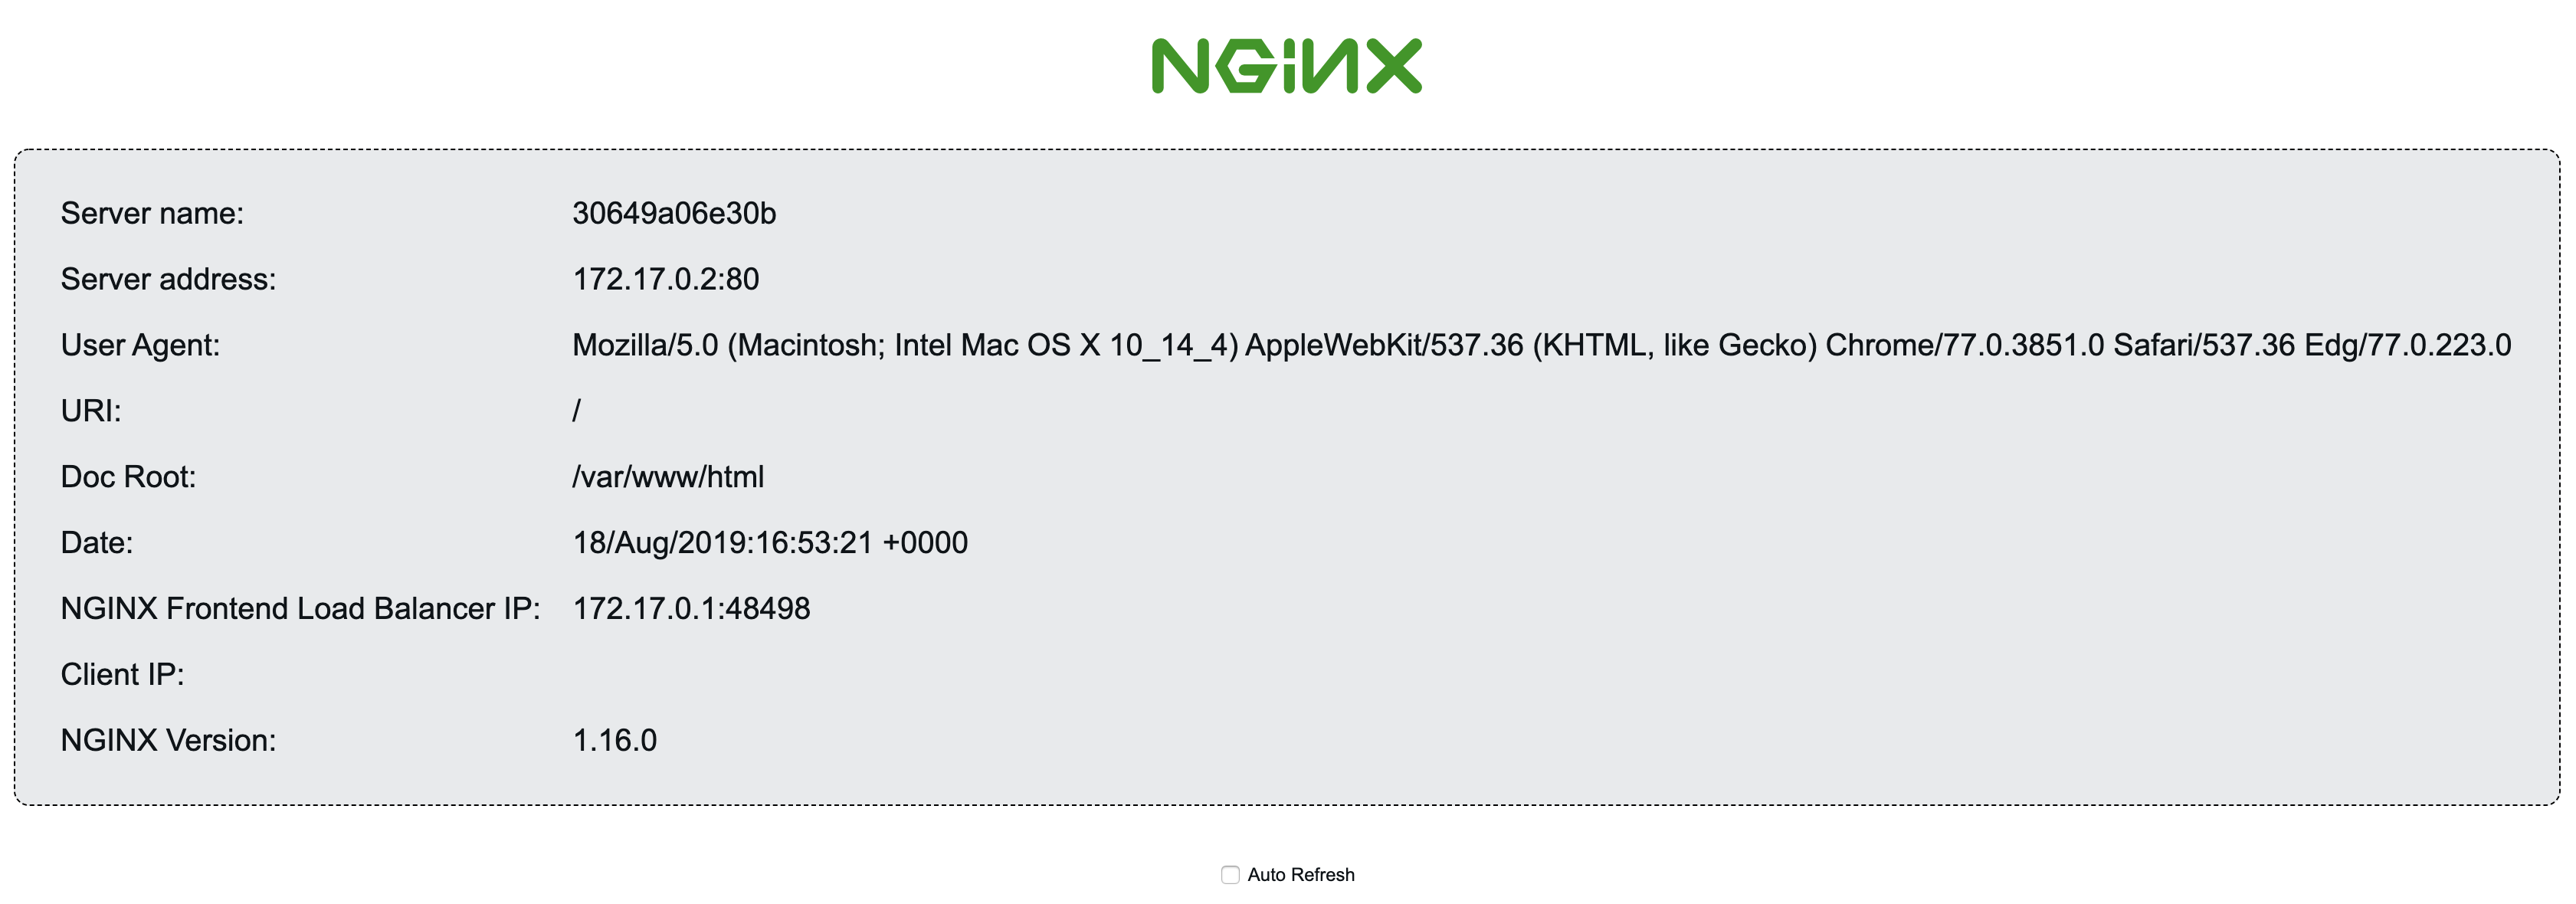 NGINX
Server name: 30649a06e30b
Server address: 172.17.0.2:80
User Agent: Mozilla/5.0 (Macintosh; Intel Mac OS X 10_14_4) AppleWebKit/537.36 (KHTML, like Gecko) Chrome/77.0.3851.0 Safari/537.36 Edg/77.0.223.0
URI: /
Doc Root: /var/www/html
Date: 18/Aug/2019:16:53:21 +0000
NGINX Frontend Load Balancer IP: 172.17.0.1:48498
Client IP:
NGINX Version: 1.16.0
Auto Refresh